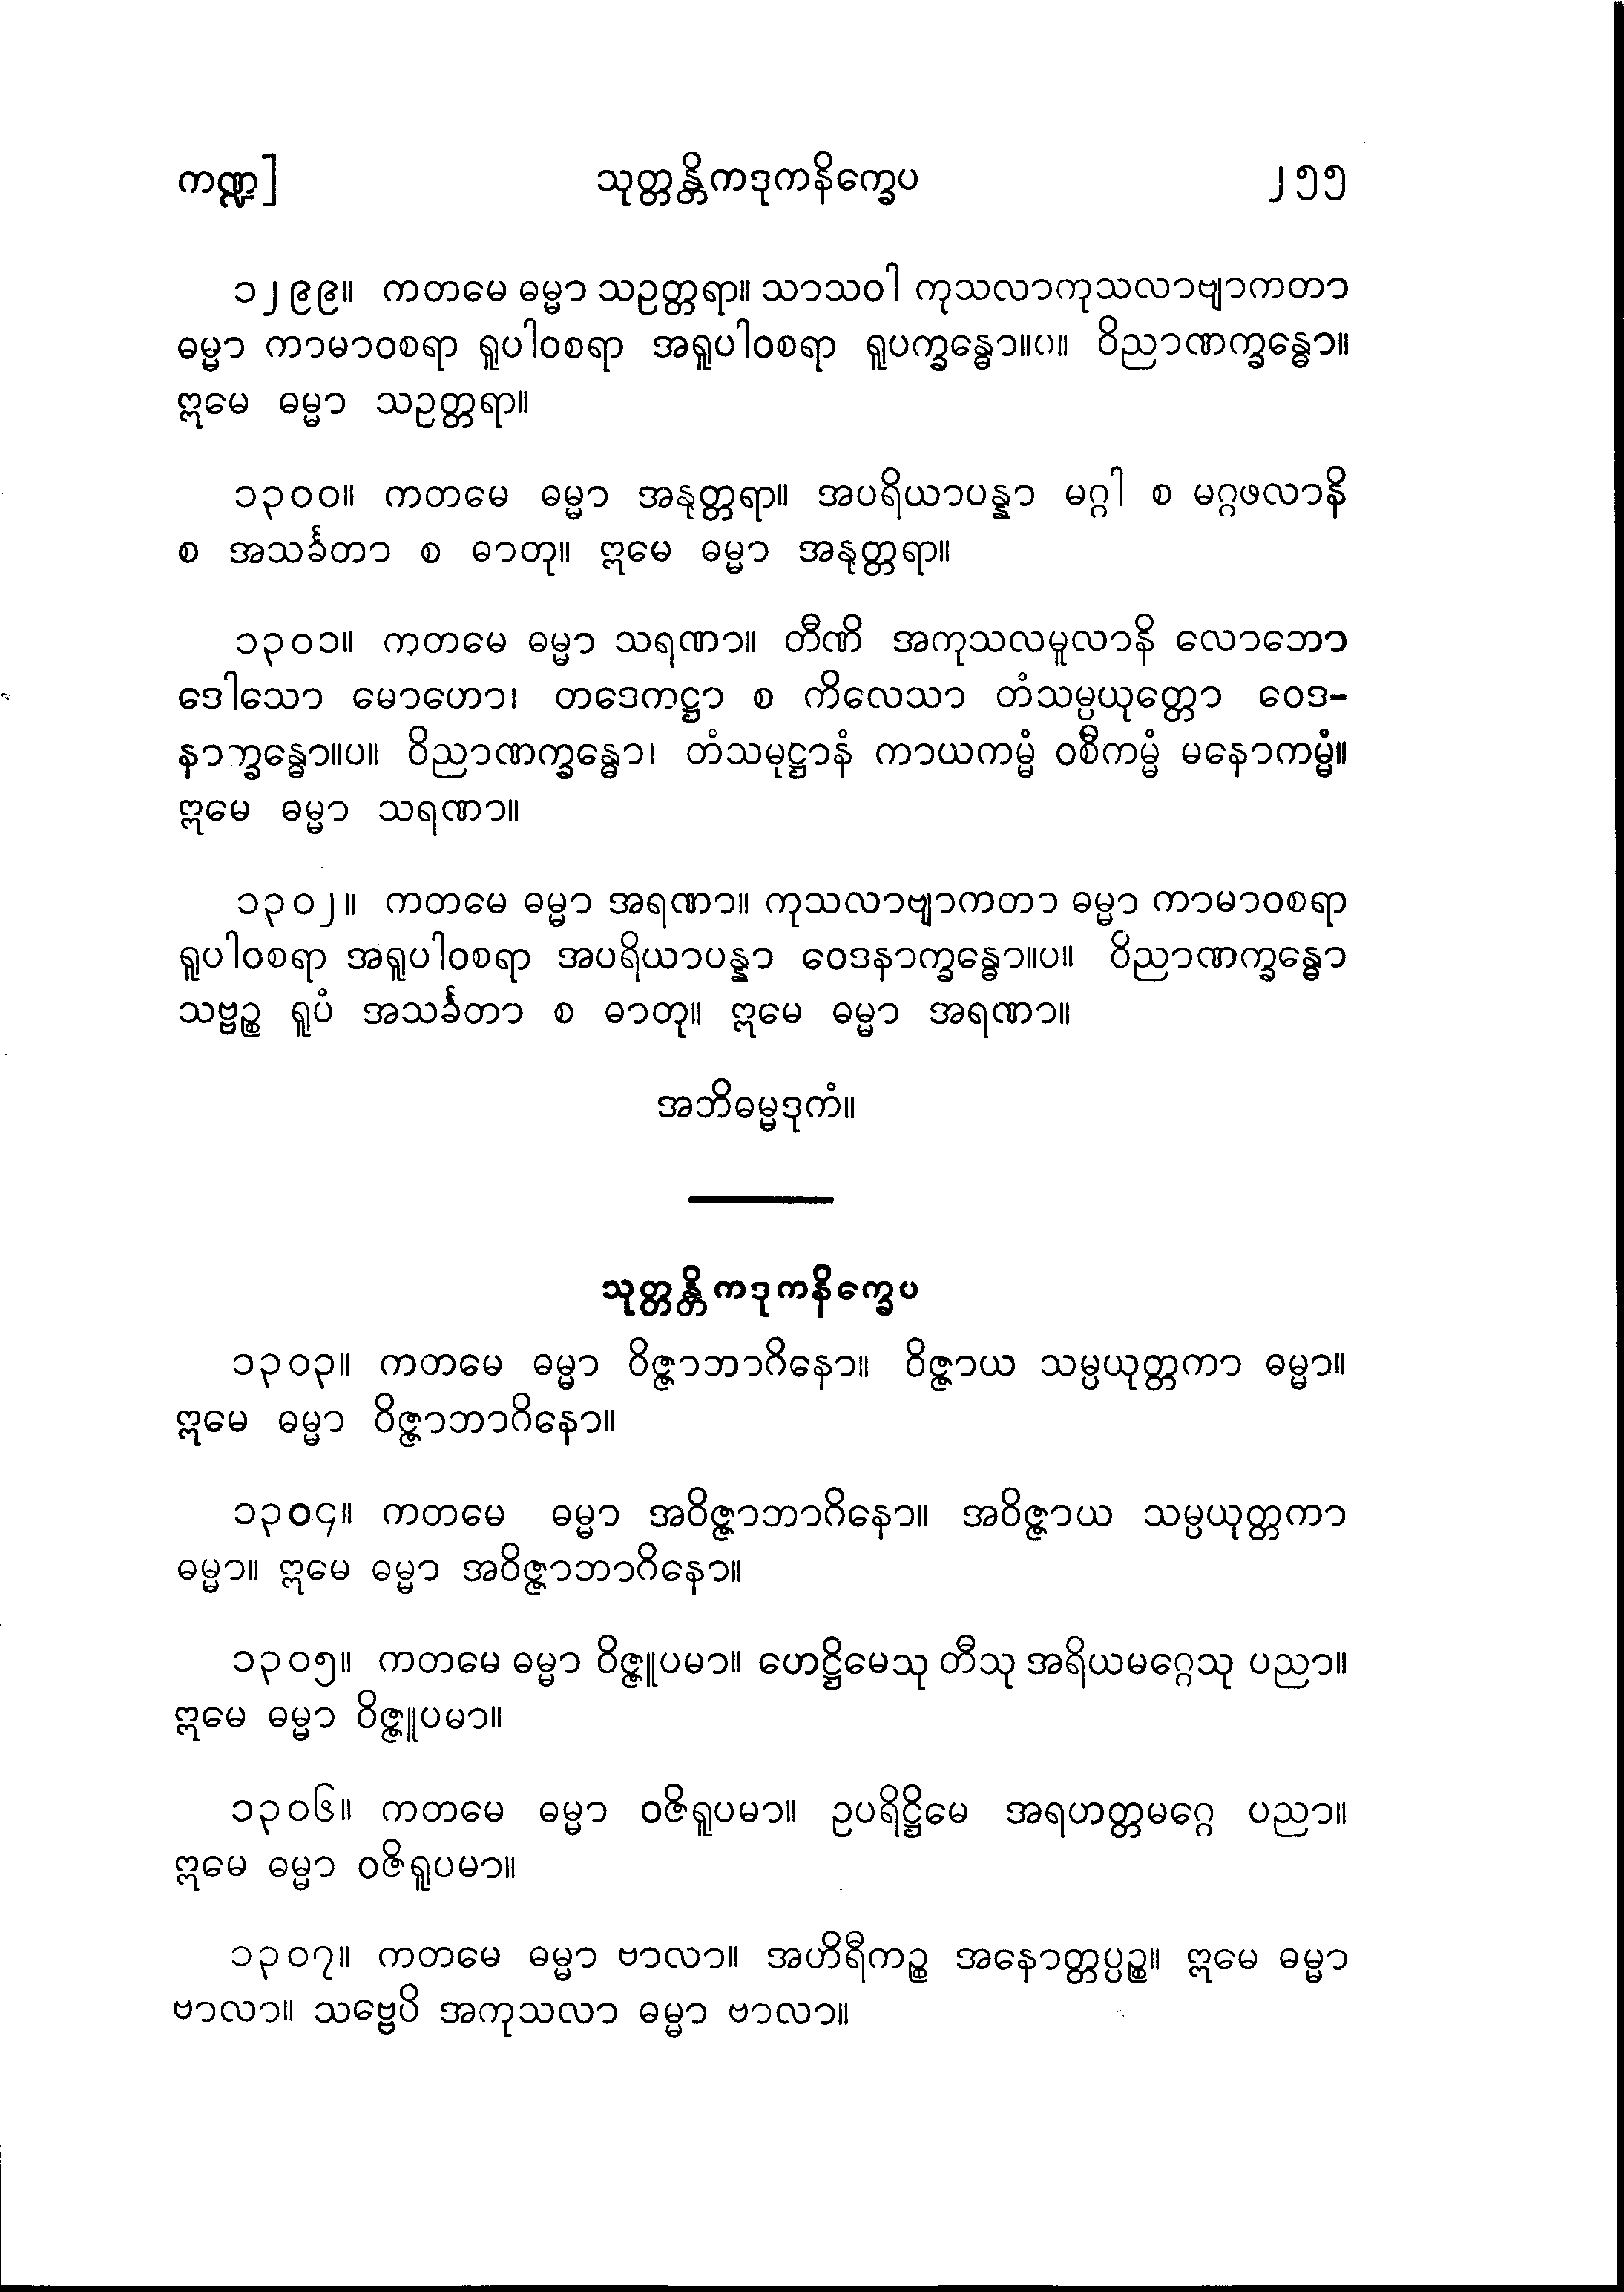 ကဏ္ဍ] သုတ္တန္တိကဒုကနိက္ခေပ ၂၅၅
၁၂၉၉။ ကတမေ ဓမ္မာ သဥတ္တရာ။ သာသဝါ ကုသလာကုသလာဗျာကတာ
ဓမ္မာ ကာမာဝစရာ ရူပါဝစရာ အရူပါဝစရာ ရူပက္ခန္ဓော။ပ။ ဝိညာဏက္ခန္ဓော။
ဣမေ ဓမ္မာ သဥတ္တရာ။
၁၃၀၀။ ကတမေ ဓမ္မာ အနုတ္တရာ။ အပရိယာပန္နာ မဂ္ဂါ စ မဂ္ဂဖလာနိ
စ အသင်္ခတာ စ ဓာတု။ ဣမေ ဓမ္မာ အနုတ္တရာ။
၁၃၀၁။ ကတမေ ဓမ္မာ သရဏာ။ တီဏိ အကုသလမူလာနိ လောဘော
ဒေါသော မောဟော၊ တဒေကဋ္ဌာ စ ကိလေသာ တံသမ္ပယုတ္တော ဝေဒ-
နာက္ခန္ဓော။ပ။ ဝိညာဏက္ခန္ဓော၊ တံသမုဋ္ဌာနံ ကာယကမ္မံ ဝစီကမ္မံ မနောကမ္မံ။
ဣမေ ဓမ္မာ သရဏာ။
၁၃၀၂။ ကတမေ ဓမ္မာ အရဏာ။ ကုသလာဗျာကတာ ဓမ္မာ ကာမာဝစရာ
ရူပါဝစရာ အရူပါဝစရာ အပရိယာပန္နာ ဝေဒနာက္ခန္ဓော။ပ။ ဝိညာဏက္ခန္ဓော
သဗ္ဗဉ္စ ရူပံ အသင်္ခတာ စ ဓာတု။ ဣမေ ဓမ္မာ အရဏာ။
အဘိဓမ္မဒုကံ။
သုတ္တန္တိကဒုကနိက္ခေပ
၁၃၀၃။ ကတမေ ဓမ္မာ ဝိဇ္ဇာဘာဂိနော။ ဝိဇ္ဇာယ သမ္ပယုတ္တကာ ဓမ္မာ။
ဣမေ ဓမ္မာ ဝိဇ္ဇာဘာဂိနော။
၁၃၀၄။ ကတမေ ဓမ္မာ အဝိဇ္ဇာဘာဂိနော။ အဝိဇ္ဇာယ သမ္ပယုတ္တကာ
ဓမ္မာ။ ဣမေ ဓမ္မာ အဝိဇ္ဇာဘာဂိနော။
၁၃၀၅။ ကတမေ ဓမ္မာ ဝိဇ္ဇူပမာ။ ဟေဋ္ဌိမေသု တီသု အရိယမဂ္ဂေသု ပညာ။
ဣမေ ဓမ္မာ ဝိဇ္ဇူပမာ။
၁၃၀၆။ ကတမေ ဓမ္မာ ဝဇိရူပမာ။ ဥပရိဋ္ဌိမေ အရဟတ္တမဂ္ဂေ ပညာ။
ဣမေ ဓမ္မာ ဝဇိရူပမာ။
၁၃၀၇။ ကတမေ ဓမ္မာ ဗာလာ။ အဟိရီကဉ္စ အနောတ္တပ္ပဉ္စ။ ဣမေ ဓမ္မာ
ဗာလာ။ သဗ္ဗေပိ အကုသလာ ဓမ္မာ ဗာလာ။